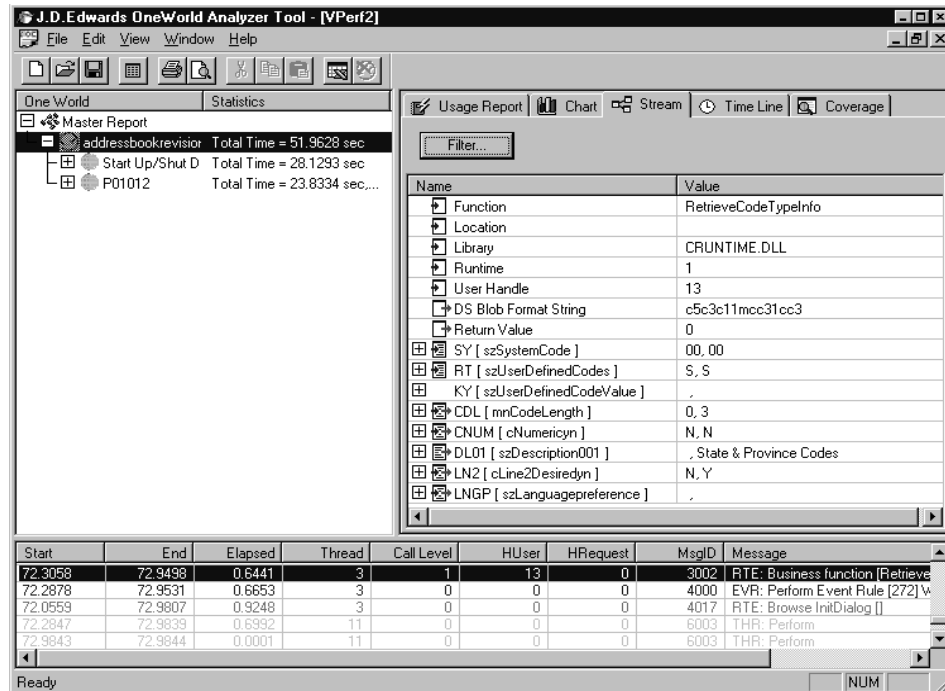 J.D.Edwards OneWorld Analyzer Tool - [VPerf2]
File Edit View Window Help
One World Statistics
Master Report
addressbookrevisior Total Time = 51.9628 sec
Start Up/Shut D Total Time = 28.1293 sec
P01012 Total Time = 23.8334 sec,...
Usage Report Chart Stream Time Line Coverage
Filter...
Name Value
Function RetrieveCodeTypeInfo
Location
Library CRUNTIME.DLL
Runtime 1
User Handle 13
DS Blob Format String c5c3c11mcc31cc3
Return Value 0
SY [ szSystemCode ] 00, 00
RT [ szUserDefinedCodes ] S, S
KY [ szUserDefinedCodeValue ] ,
CDL [ mnCodeLength ] 0, 3
CNUM [ cNumericyn ] N, N
DL01 [ szDescription001 ] , State & Province Codes
LN2 [ cLine2Desiredyn ] N, Y
LNGP [ szLanguagepreference ] ,
Start End Elapsed Thread Call Level HUser HRequest MsgID Message
72.3058 72.9498 0.6441 3 1 13 0 3002 RTE: Business function [Retrieve
72.2878 72.9531 0.6653 3 0 0 0 4000 EVR: Perform Event Rule [272] W
72.0559 72.9807 0.9248 3 0 0 0 4017 RTE: Browse InitDialog []
72.2847 72.9839 0.6992 11 0 0 0 6003 THR: Perform
72.9843 72.9844 0.0001 11 0 0 0 6003 THR: Perform
Ready NUM